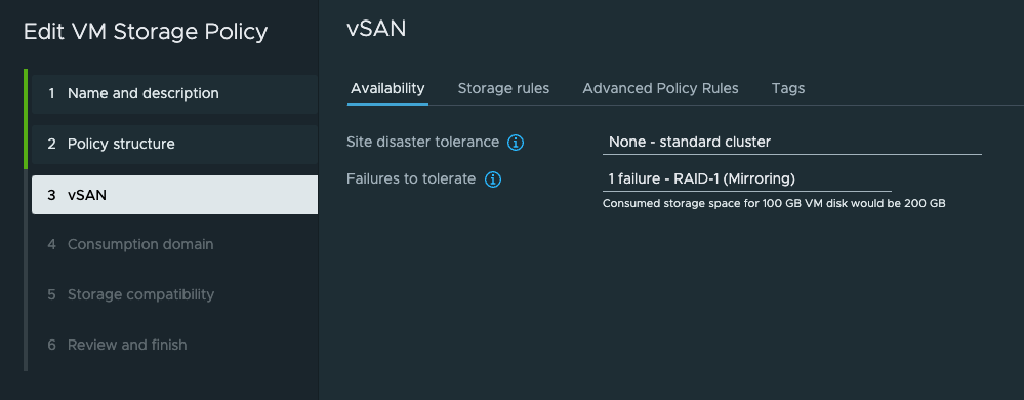 Edit VM Storage Policy
1 Name and description
2 Policy structure
3 vSAN
4 Consumption domain
5 Storage compatibility
6 Review and finish
vSAN
Availability Storage rules Advanced Policy Rules Tags
Site disaster tolerance None - standard cluster
Failures to tolerate 1 failure - RAID-1 (Mirroring)
Consumed storage space for 100 GB VM disk would be 200 GB